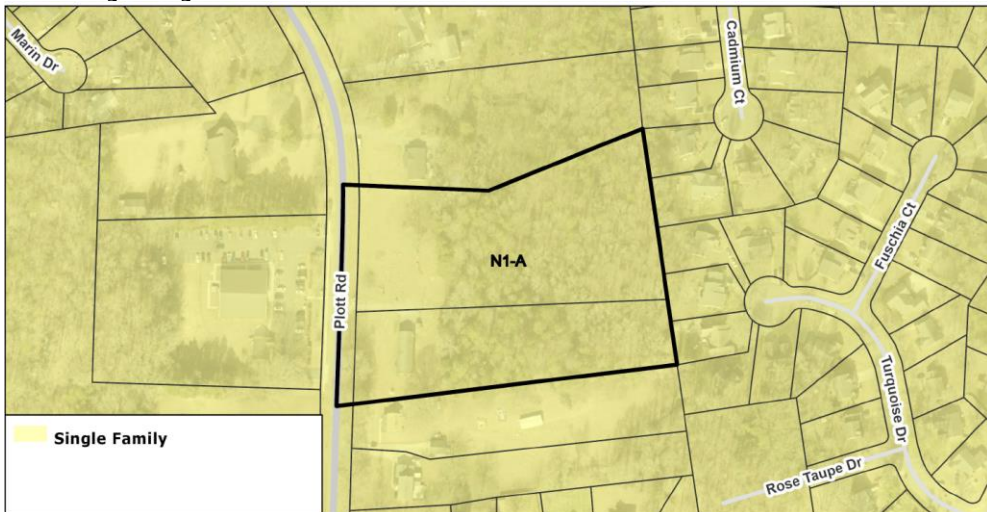 Marin Dr
Cadmium Ct
Fuschia Ct
N1-A
Plott Rd
Turquoise Dr
Single Family
Rose Taupe Dr